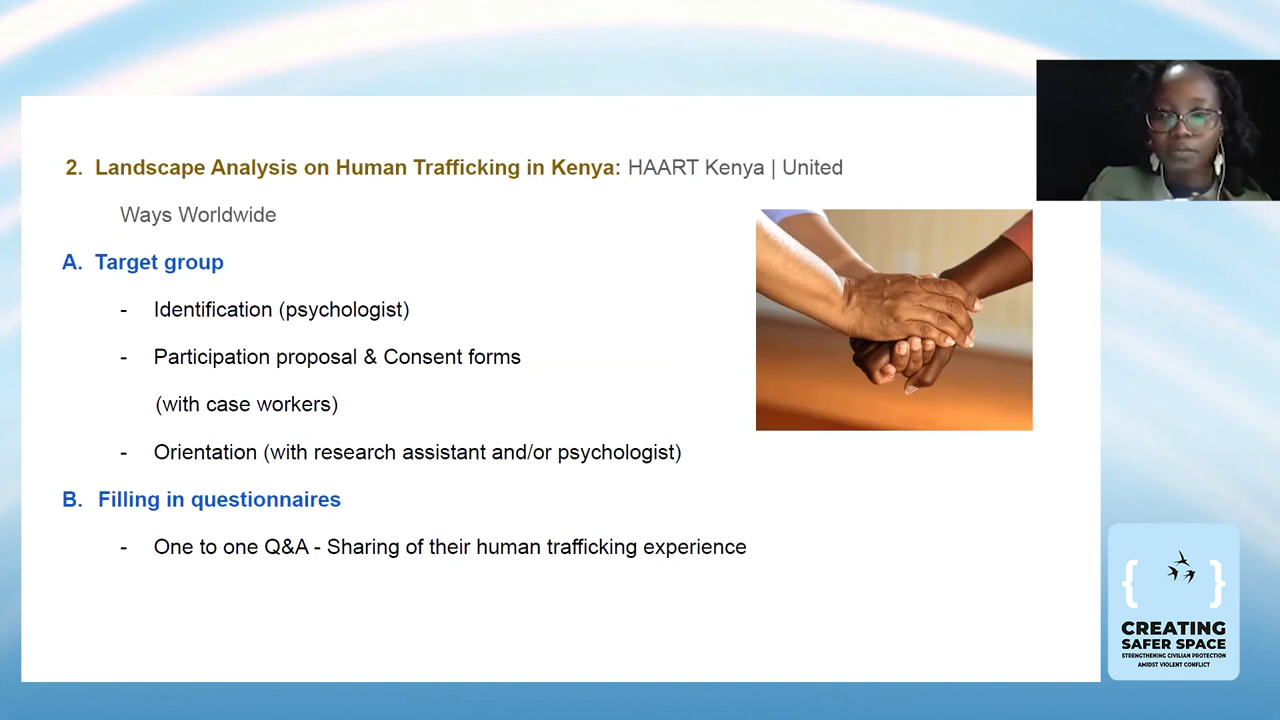 2. Landscape Analysis on Human Trafficking in Kenya: HAART Kenya | United
Ways Worldwide
A. Target group
- Identification (psychologist)
- Participation proposal & Consent forms
(with case workers)
- Orientation (with research assistant and/or psychologist)
B. Filling in questionnaires
- One to one Q&A - Sharing of their human trafficking experience
{ }
CREATING
SAFER SPACE
STRENGTHENING CIVILIAN PROTECTION
AMIDST VIOLENT CONFLICT